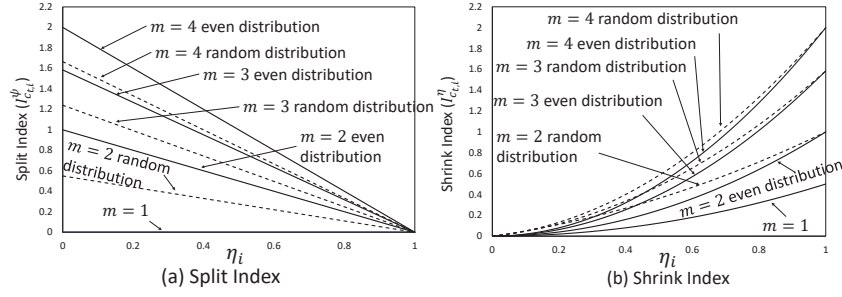 2.2
2
1.8
1.6
1.4
1.2
1
0.8
0.6
0.4
0.2
0
Split Index (I^ψ_{c_{t,i}})
m = 4 even distribution
m = 4 random distribution
m = 3 even distribution
m = 3 random distribution
m = 2 even
distribution
m = 2 random
distribution
m = 1
0 0.2 0.4 0.6 0.8 1
η_i
(a) Split Index
2.2
2
1.8
1.6
1.4
1.2
1
0.8
0.6
0.4
0.2
0
Shrink Index (I^η_{c_{t,i}})
m = 4 random distribution
m = 4 even distribution
m = 3 random distribution
m = 3 even distribution
m = 2 random
distribution
m = 2 even distribution
m = 1
0 0.2 0.4 0.6 0.8 1
η_i
(b) Shrink Index